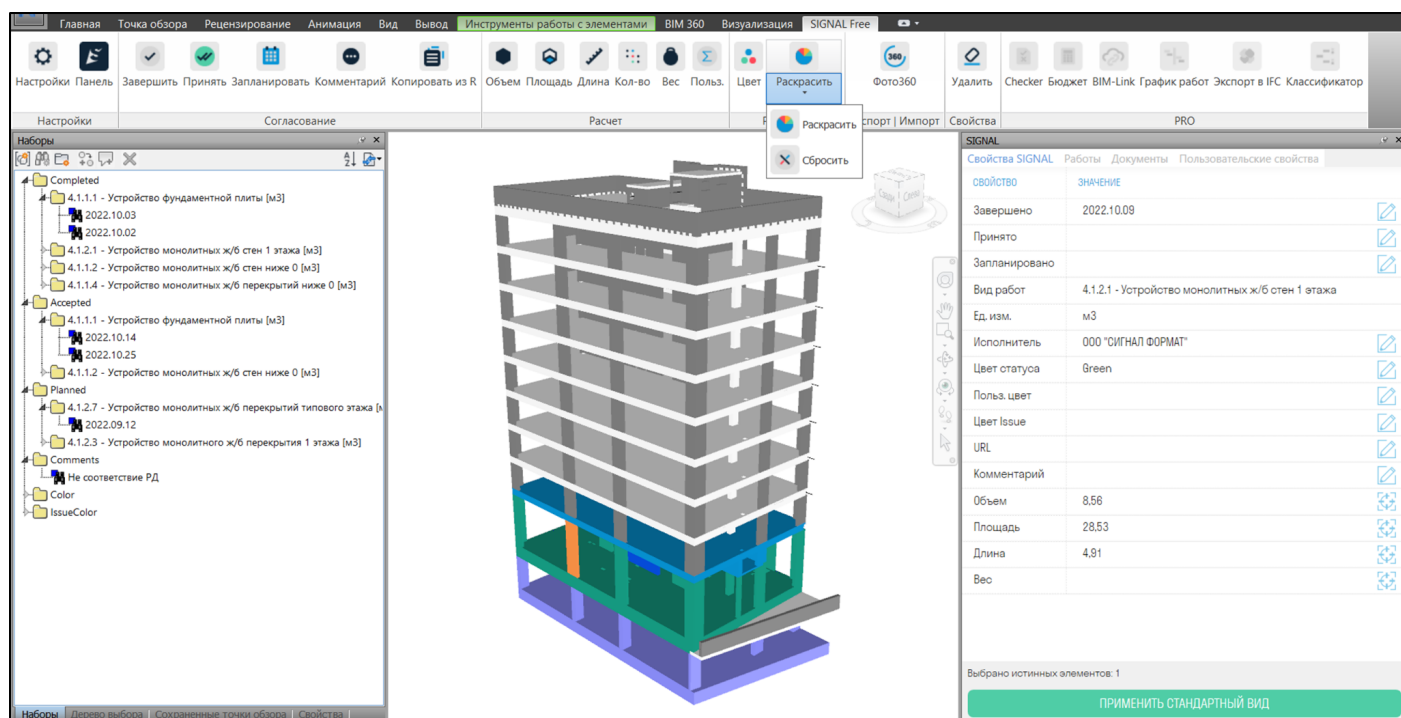 Главная Точка обзора Рецензирование Анимация Вид Вывод Инструменты работы с элементами BIM 360 Визуализация SIGNAL Free
Настройки Панель Завершить Принять Запланировать Комментарий Копировать из R Объем Площадь Длина Кол-во Вес Польз. Цвет Раскрасить Фото360 Удалить Checker Бюджет BIM-Link График работ Экспорт в IFC Классификатор
Настройки Согласование Расчет спорт | Импорт Свойства PRO
Раскрасить
Сбросить
Наборы
Completed
4.1.1.1 - Устройство фундаментной плиты [м3]
2022.10.03
2022.10.02
4.1.2.1 - Устройство монолитных ж/б стен 1 этажа [м3]
4.1.1.2 - Устройство монолитных ж/б стен ниже 0 [м3]
4.1.1.4 - Устройство монолитных ж/б перекрытий ниже 0 [м3]
Accepted
4.1.1.1 - Устройство фундаментной плиты [м3]
2022.10.14
2022.10.25
4.1.1.2 - Устройство монолитных ж/б стен ниже 0 [м3]
Planned
4.1.2.7 - Устройство монолитных ж/б перекрытий типового этажа [м
2022.09.12
4.1.2.3 - Устройство монолитного ж/б перекрытия 1 этажа [м3]
Comments
Не соответствие РД
Color
IssueColor
Наборы Дерево выбора Сохраненные точки обзора Свойства
SIGNAL
Свойства SIGNAL Работы Документы Пользовательские свойства
СВОЙСТВО ЗНАЧЕНИЕ
Завершено 2022.10.09
Принято
Запланировано
Вид работ 4.1.2.1 - Устройство монолитных ж/б стен 1 этажа
Ед. изм. м3
Исполнитель ООО "СИГНАЛ ФОРМАТ"
Цвет статуса Green
Польз. цвет
Цвет Issue
URL
Комментарий
Объем 8,56
Площадь 28,53
Длина 4,91
Вес
Выбрано истинных элементов: 1
ПРИМЕНИТЬ СТАНДАРТНЫЙ ВИД